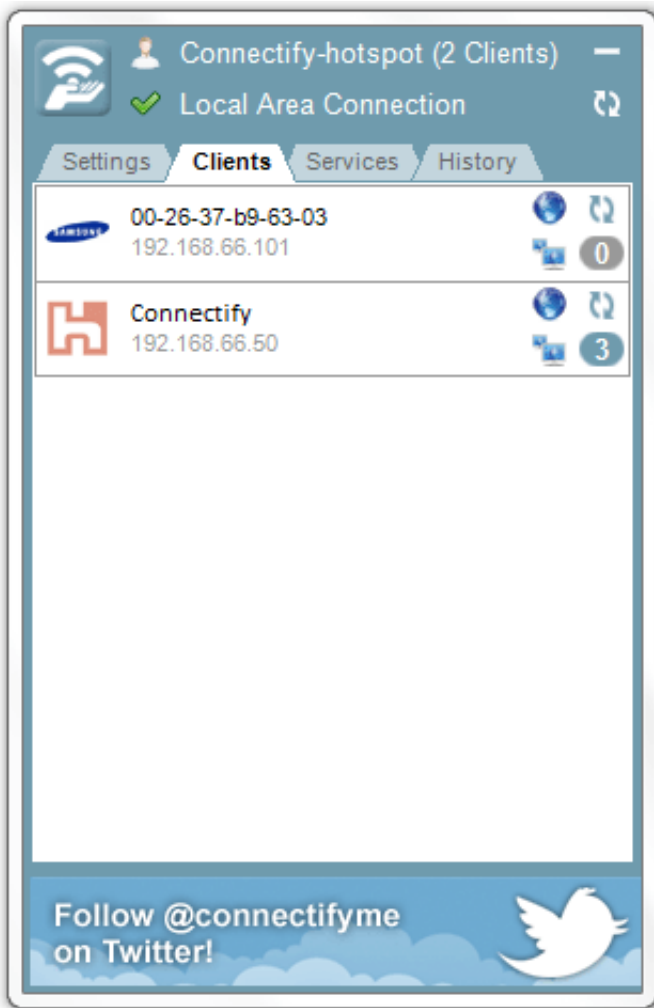 Connectify-hotspot (2 Clients)
Local Area Connection
Settings Clients Services History
SAMSUNG
00-26-37-b9-63-03
192.168.66.101
0
Connectify
192.168.66.50
3
Follow @connectifyme
on Twitter!